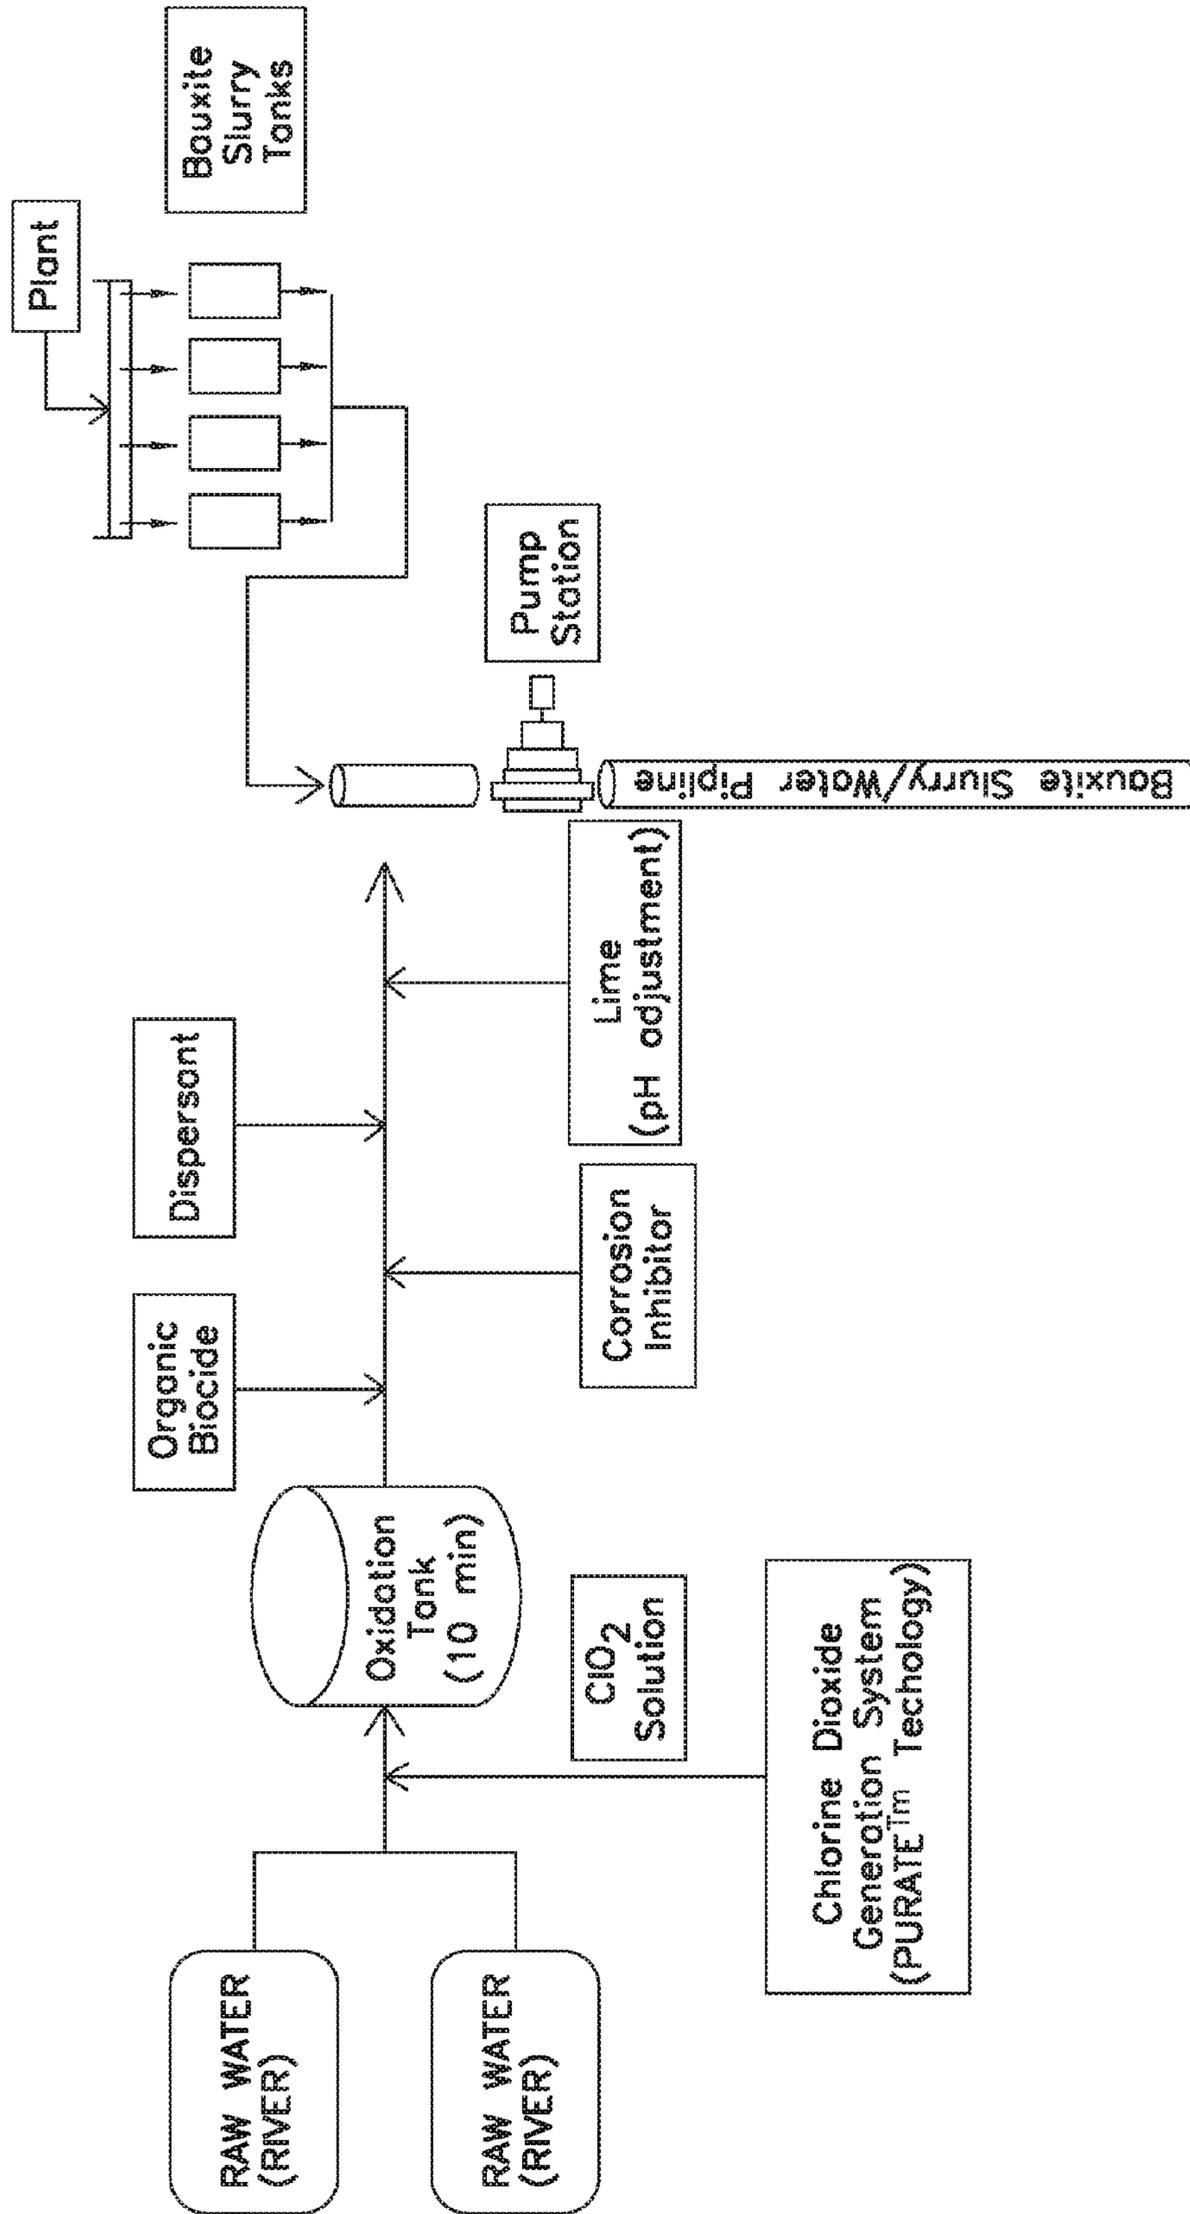 RAW WATER
(RIVER)
RAW WATER
(RIVER)
Chlorine Dioxide
Generation System
(PURATE™ Techology)
ClO₂
Solution
Oxidation
Tank
(10 min)
Organic
Biocide
Corrosion
Inhibitor
Dispersant
Lime
(pH adjustment)
Plant
Bauxite
Slurry
Tanks
Pump
Station
Bauxite Slurry/Water Pipline